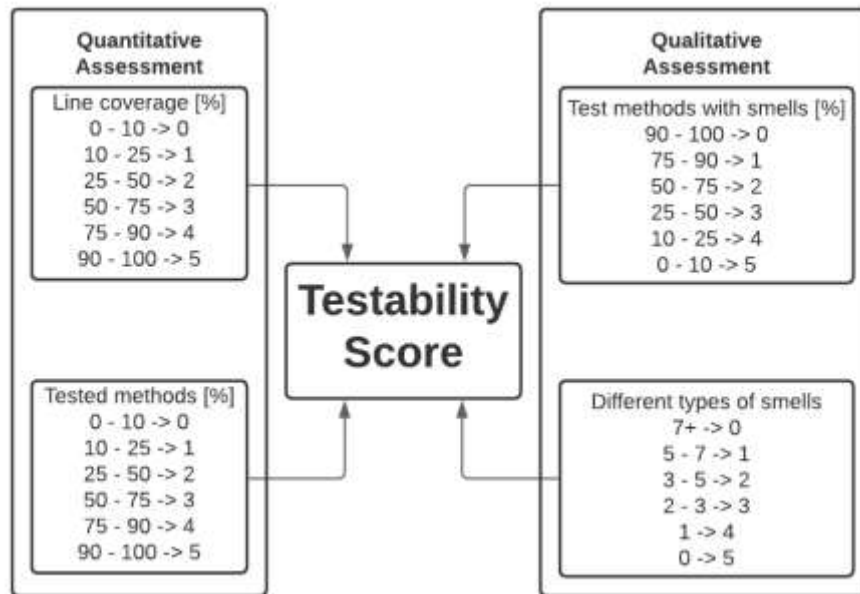 Quantitative
Assessment
Line coverage [%]
0 - 10 -> 0
10 - 25 -> 1
25 - 50 -> 2
50 - 75 -> 3
75 - 90 -> 4
90 - 100 -> 5
Tested methods [%]
0 - 10 -> 0
10 - 25 -> 1
25 - 50 -> 2
50 - 75 -> 3
75 - 90 -> 4
90 - 100 -> 5
Testability
Score
Qualitative
Assessment
Test methods with smells [%]
90 - 100 -> 0
75 - 90 -> 1
50 - 75 -> 2
25 - 50 -> 3
10 - 25 -> 4
0 - 10 -> 5
Different types of smells
7+ -> 0
5 - 7 -> 1
3 - 5 -> 2
2 - 3 -> 3
1 -> 4
0 -> 5